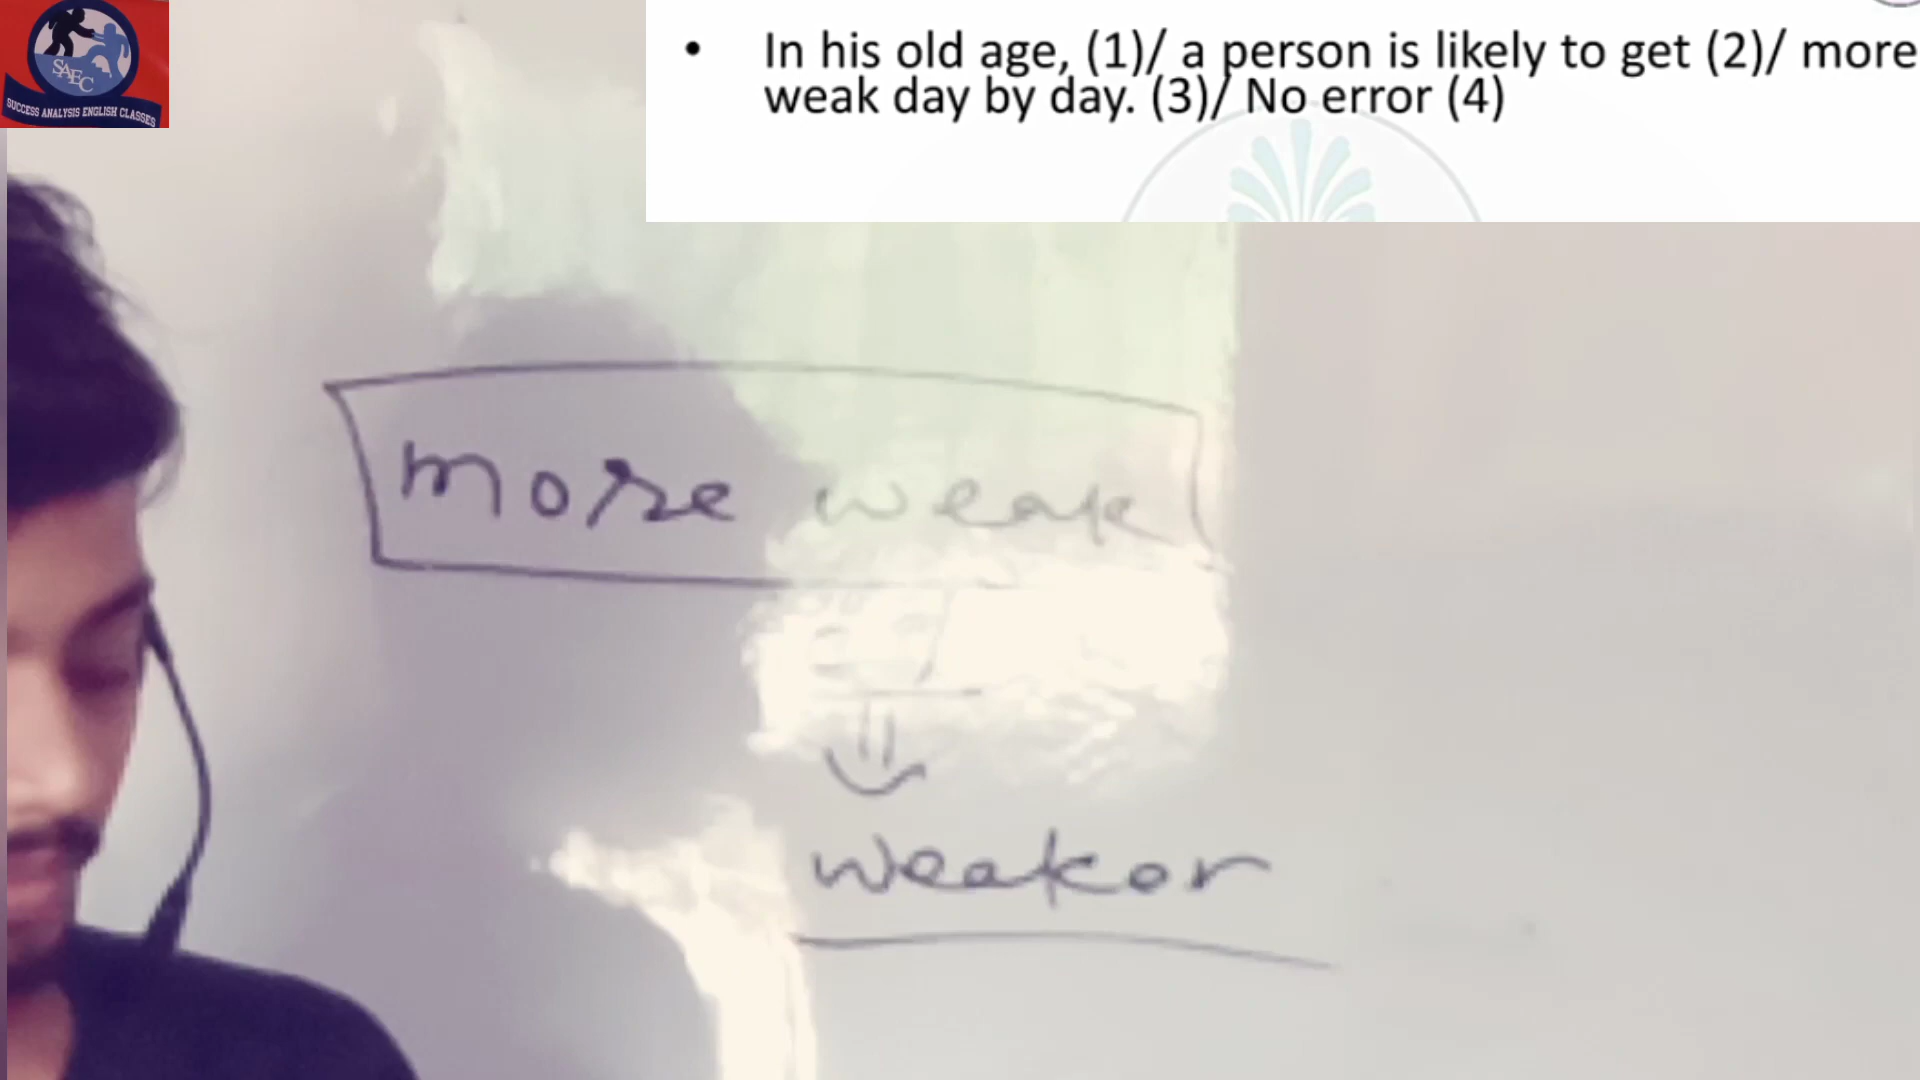 SAEC
SUCCESS ANALYSIS ENGLISH CLASSES
• In his old age, (1)/ a person is likely to get (2)/ more
weak day by day. (3)/ No error (4)
more weak
weaker